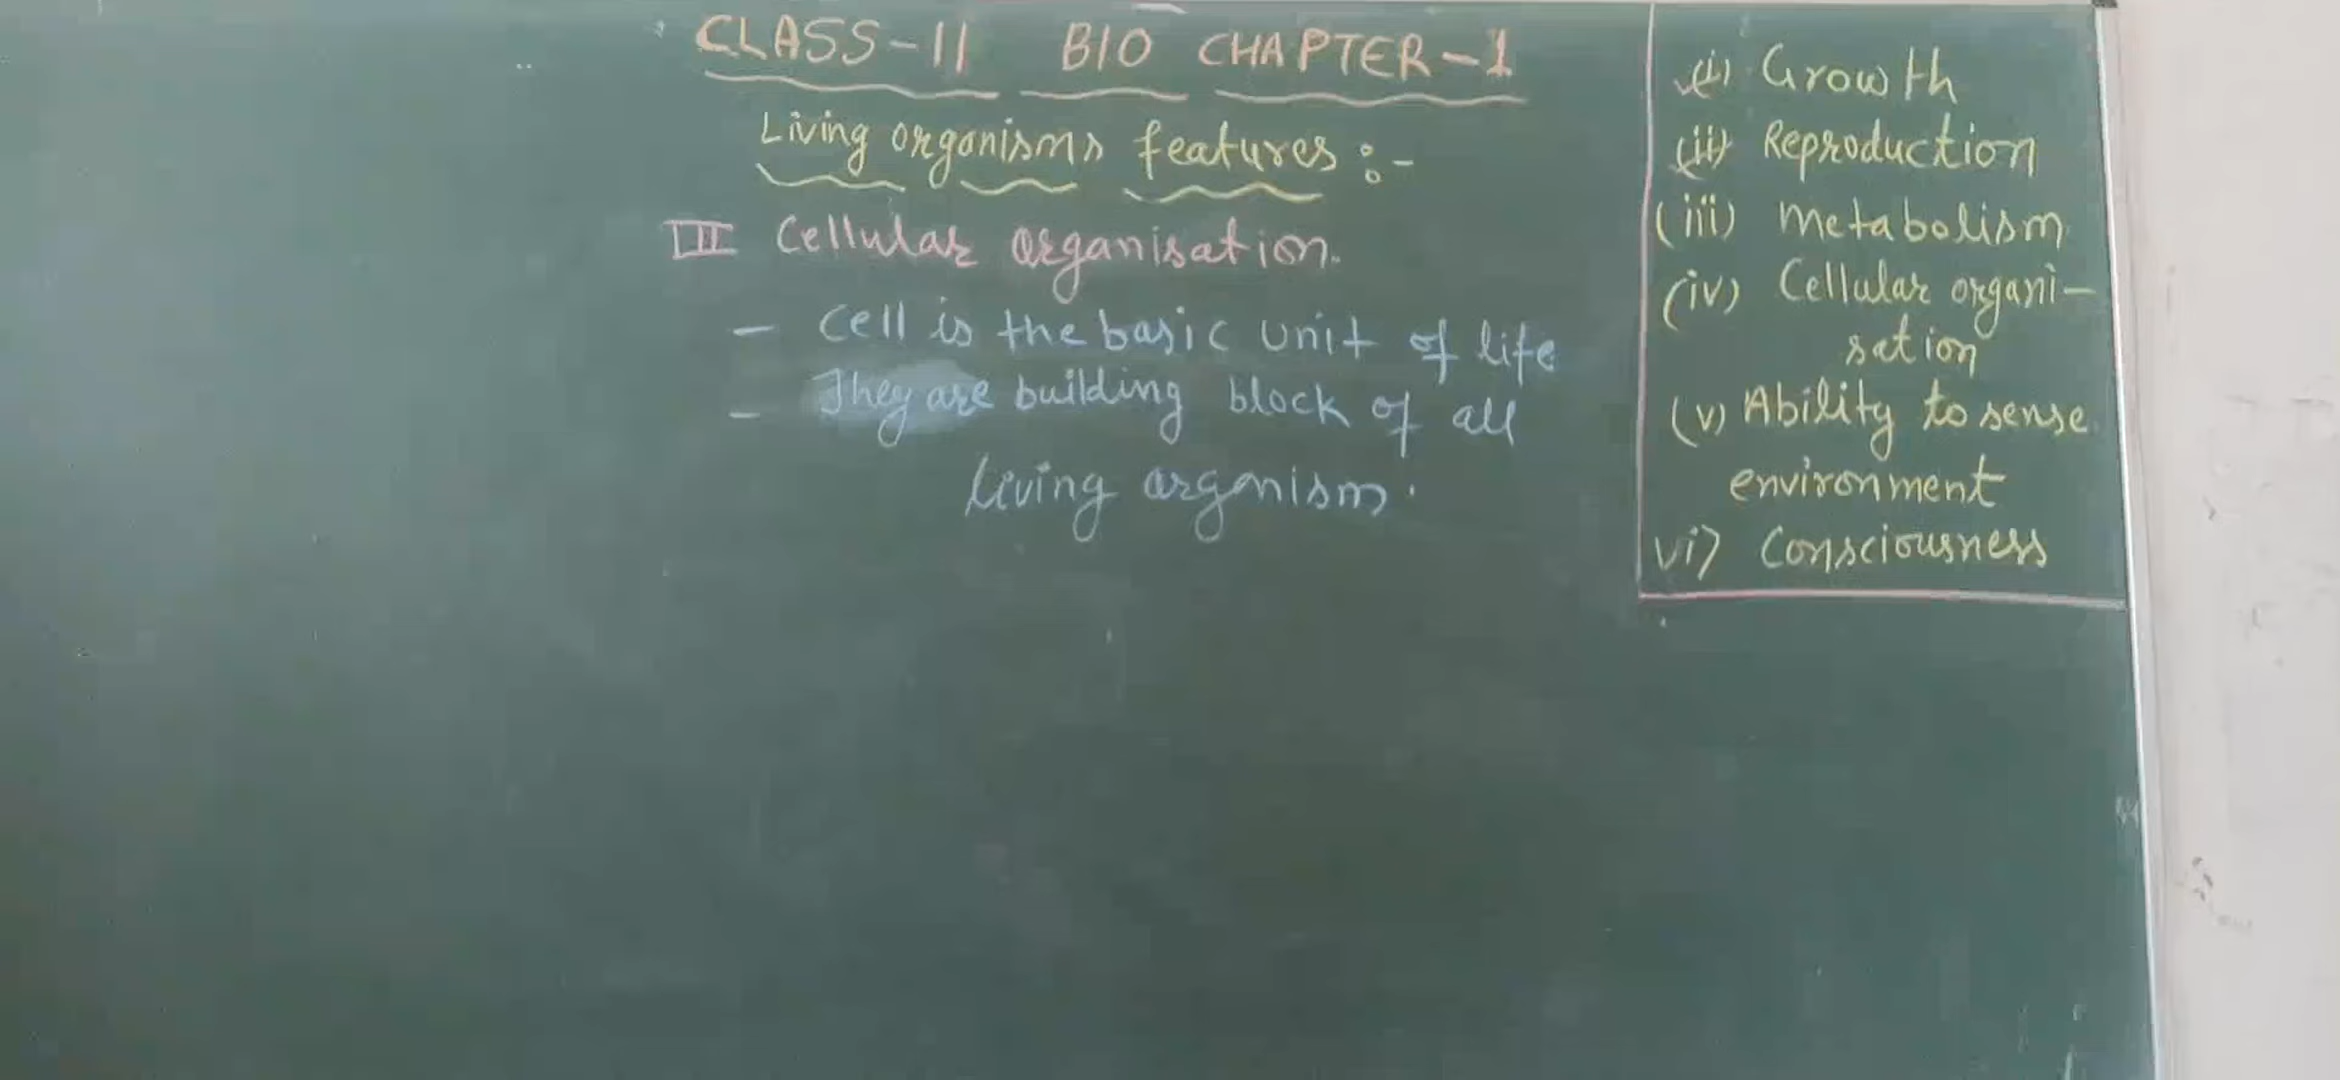 CLASS-11 BIO CHAPTER-1
Living organisms features :-
III Cellular organisation.
- Cell is the basic unit of life
- They are building block of all
living organism.
(i) Growth
(ii) Reproduction
(iii) Metabolism
(iv) Cellular organi-
sation
(v) Ability to sense
environment
vi) Consciousness